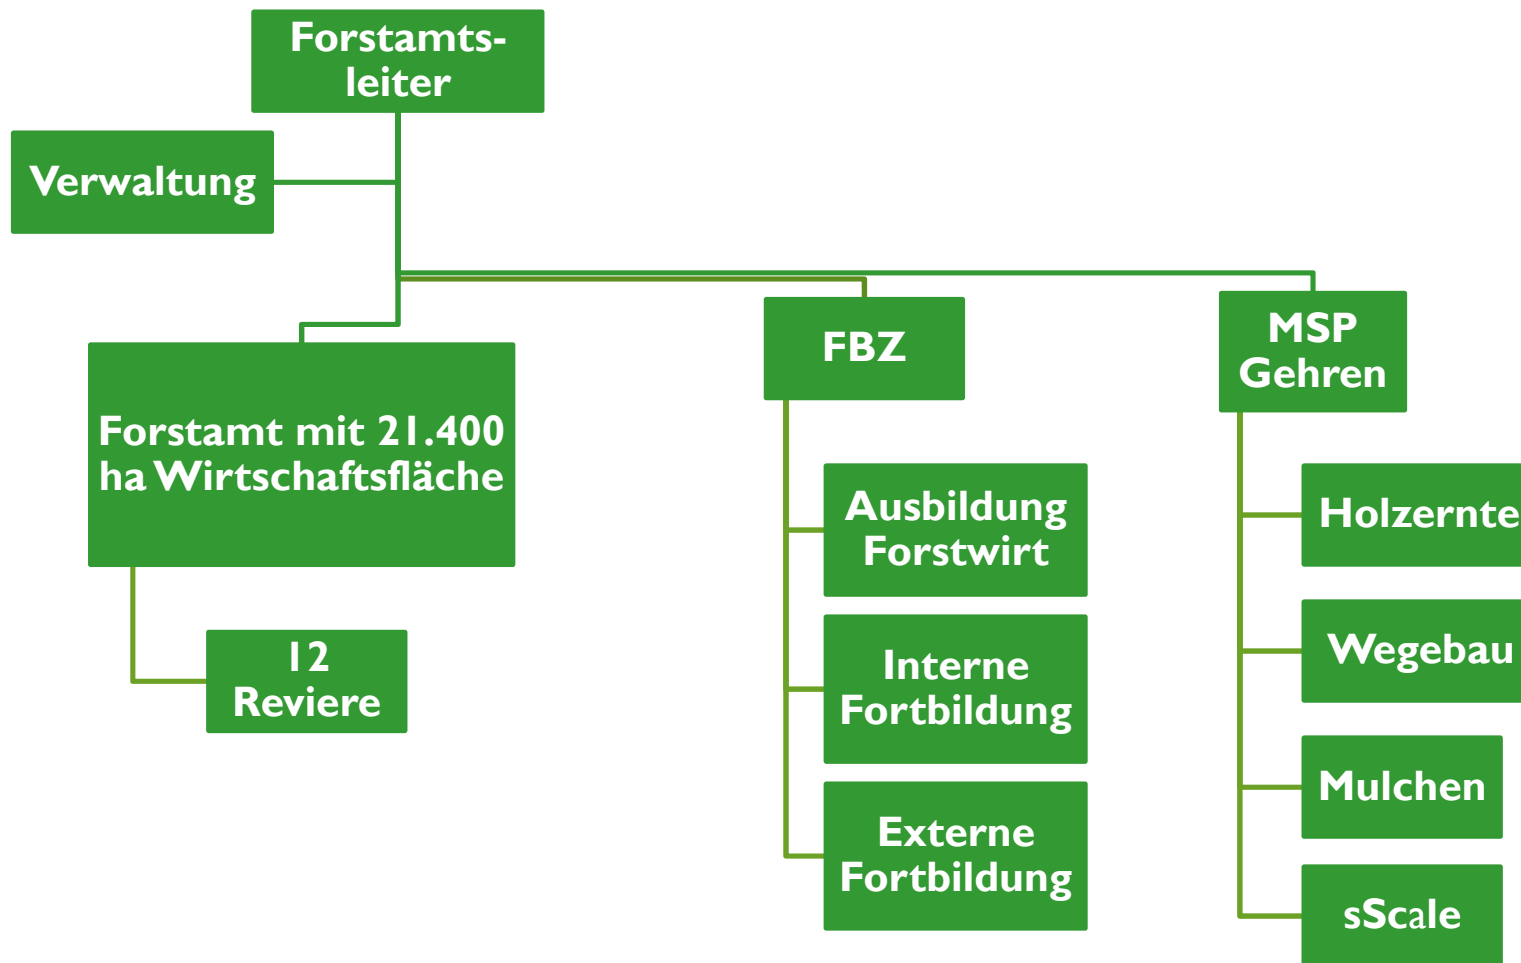 Forstamts-
leiter
Verwaltung
Forstamt mit 21.400
ha Wirtschaftsfläche
12
Reviere
FBZ
Ausbildung
Forstwirt
Interne
Fortbildung
Externe
Fortbildung
MSP
Gehren
Holzernte
Wegebau
Mulchen
sScale